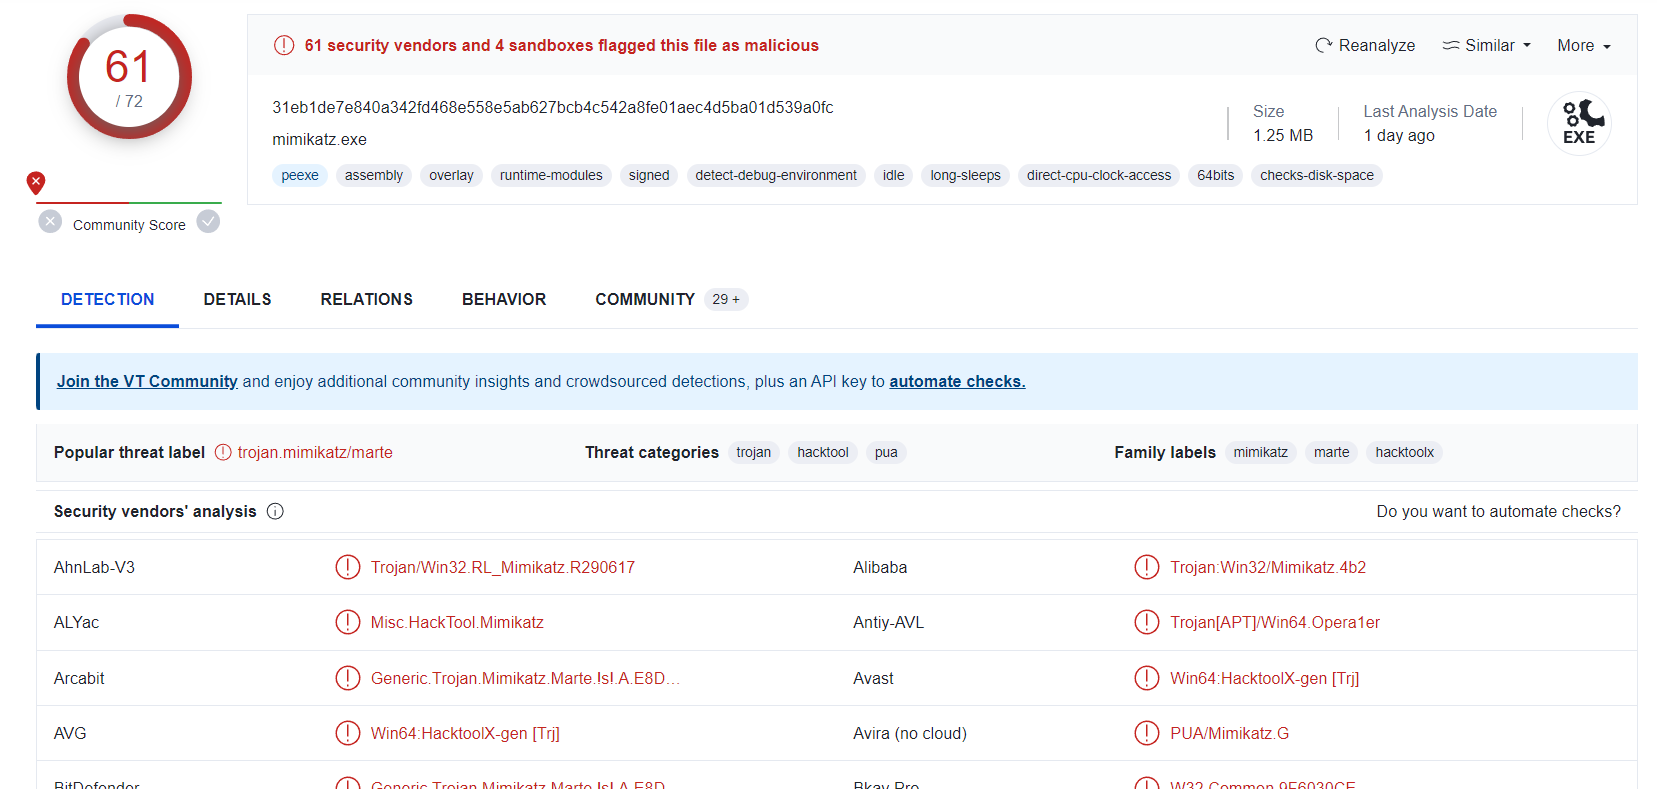 61
/ 72
Community Score
61 security vendors and 4 sandboxes flagged this file as malicious
Reanalyze Similar More
31eb1de7e840a342fd468e558e5ab627bcb4c542a8fe01aec4d5ba01d539a0fc
mimikatz.exe
peexe assembly overlay runtime-modules signed detect-debug-environment idle long-sleeps direct-cpu-clock-access 64bits checks-disk-space
Size
1.25 MB
Last Analysis Date
1 day ago
EXE
DETECTION DETAILS RELATIONS BEHAVIOR COMMUNITY 29 +
Join the VT Community and enjoy additional community insights and crowdsourced detections, plus an API key to automate checks.
Popular threat label trojan.mimikatz/marte Threat categories trojan hacktool pua Family labels mimikatz marte hacktoolx
Security vendors' analysis Do you want to automate checks?
AhnLab-V3 Trojan/Win32.RL_Mimikatz.R290617 Alibaba Trojan:Win32/Mimikatz.4b2
ALYac Misc.HackTool.Mimikatz Antiy-AVL Trojan[APT]/Win64.Opera1er
Arcabit Generic.Trojan.Mimikatz.Marte.!s!.A.E8D... Avast Win64:HacktoolX-gen [Trj]
AVG Win64:HacktoolX-gen [Trj] Avira (no cloud) PUA/Mimikatz.G
BitDefender Generic.Trojan.Mimikatz.Marte.!s!.A.E8D... Bkav Pro W32.Common.9F6030CE